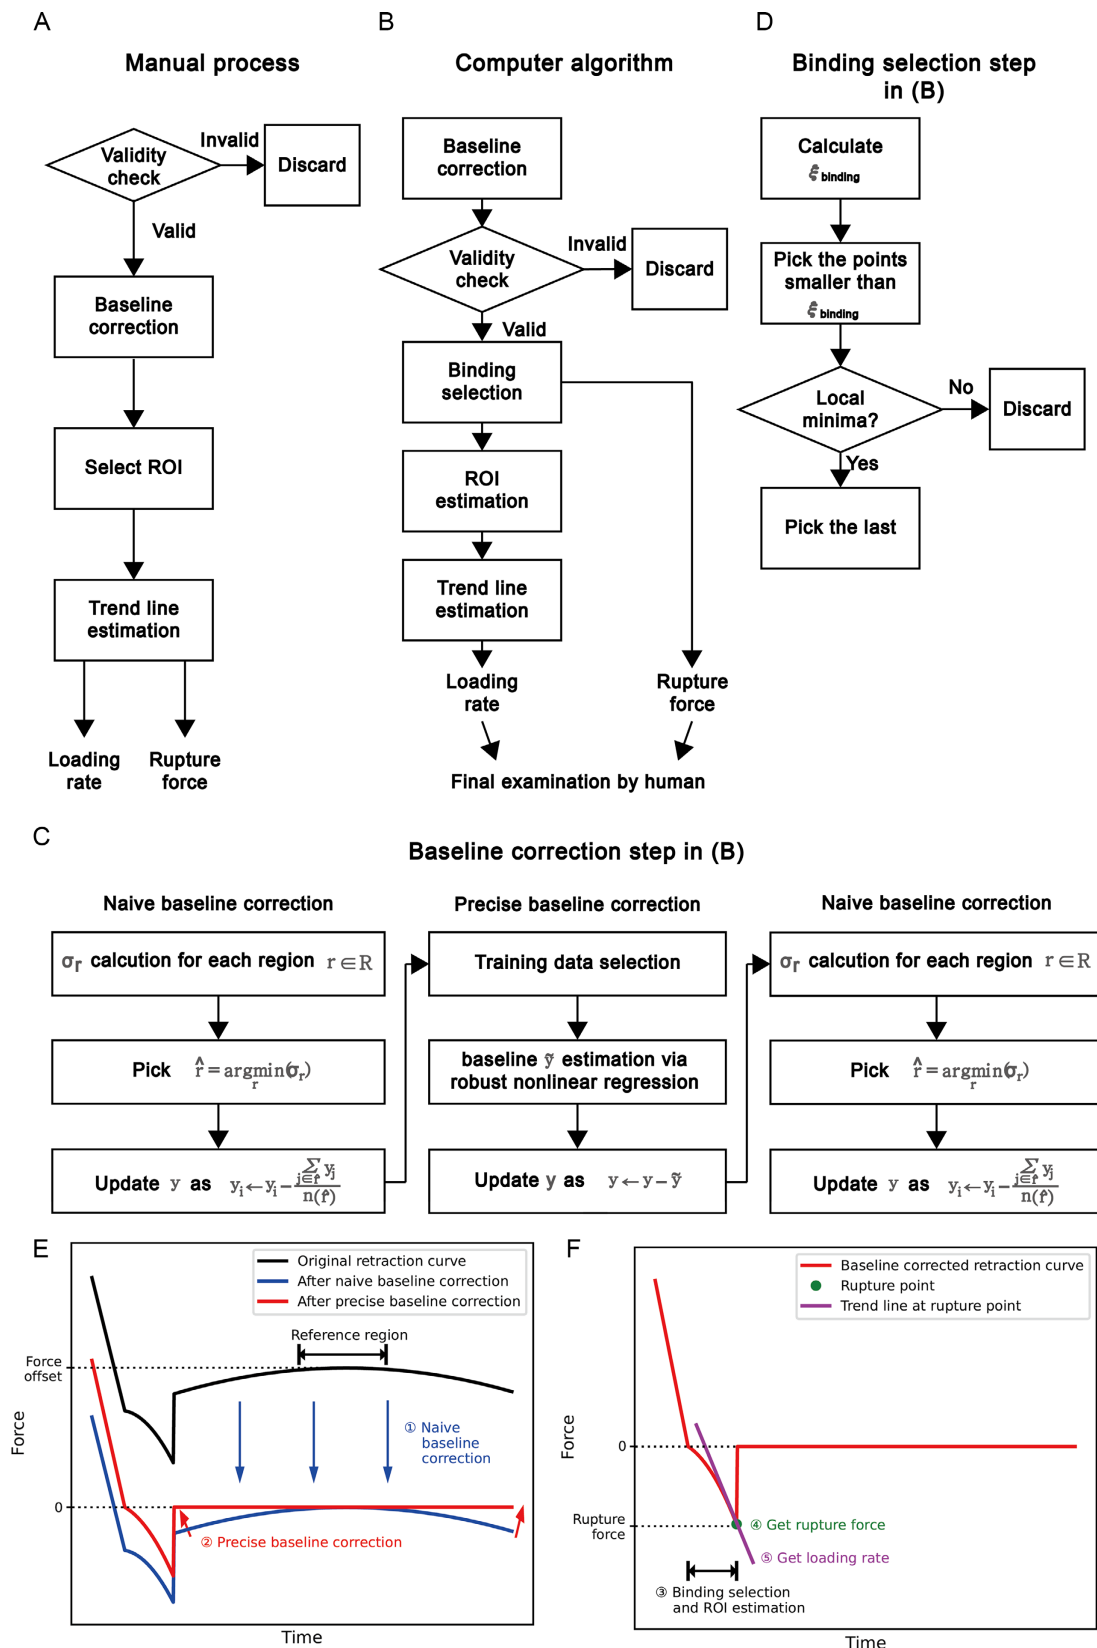 A
Manual process
Validity
check
Invalid
Discard
Valid
Baseline
correction
Select ROI
Trend line
estimation
Loading
rate
Rupture
force
B
Computer algorithm
Baseline
correction
Validity
check
Invalid
Discard
Valid
Binding
selection
ROI
estimation
Trend line
estimation
Loading
rate
Rupture
force
Final examination by human
D
Binding selection step
in (B)
Calculate
ξ̂ binding
Pick the points
smaller than
ξ̂ binding
Local
minima?
No
Discard
Yes
Pick the last
C
Baseline correction step in (B)
Naive baseline correction
σr calcution for each region r ∈ R
Pick r̂ = argmin(σr)
r
Update y as yi ← yi − ∑j∈r̂ yj / n(r̂)
Precise baseline correction
Training data selection
baseline ỹ estimation via
robust nonlinear regression
Update y as y ← y − ỹ
Naive baseline correction
σr calcution for each region r ∈ R
Pick r̂ = argmin(σr)
r
Update y as yi ← yi − ∑j∈r̂ yj / n(r̂)
E
Original retraction curve
After naive baseline correction
After precise baseline correction
Reference region
Force
offset
① Naive
baseline
correction
Force
0
② Precise baseline correction
Time
F
Baseline corrected retraction curve
Rupture point
Trend line at rupture point
0
Force
Rupture
force
④ Get rupture force
⑤ Get loading rate
③ Binding selection
and ROI estimation
Time